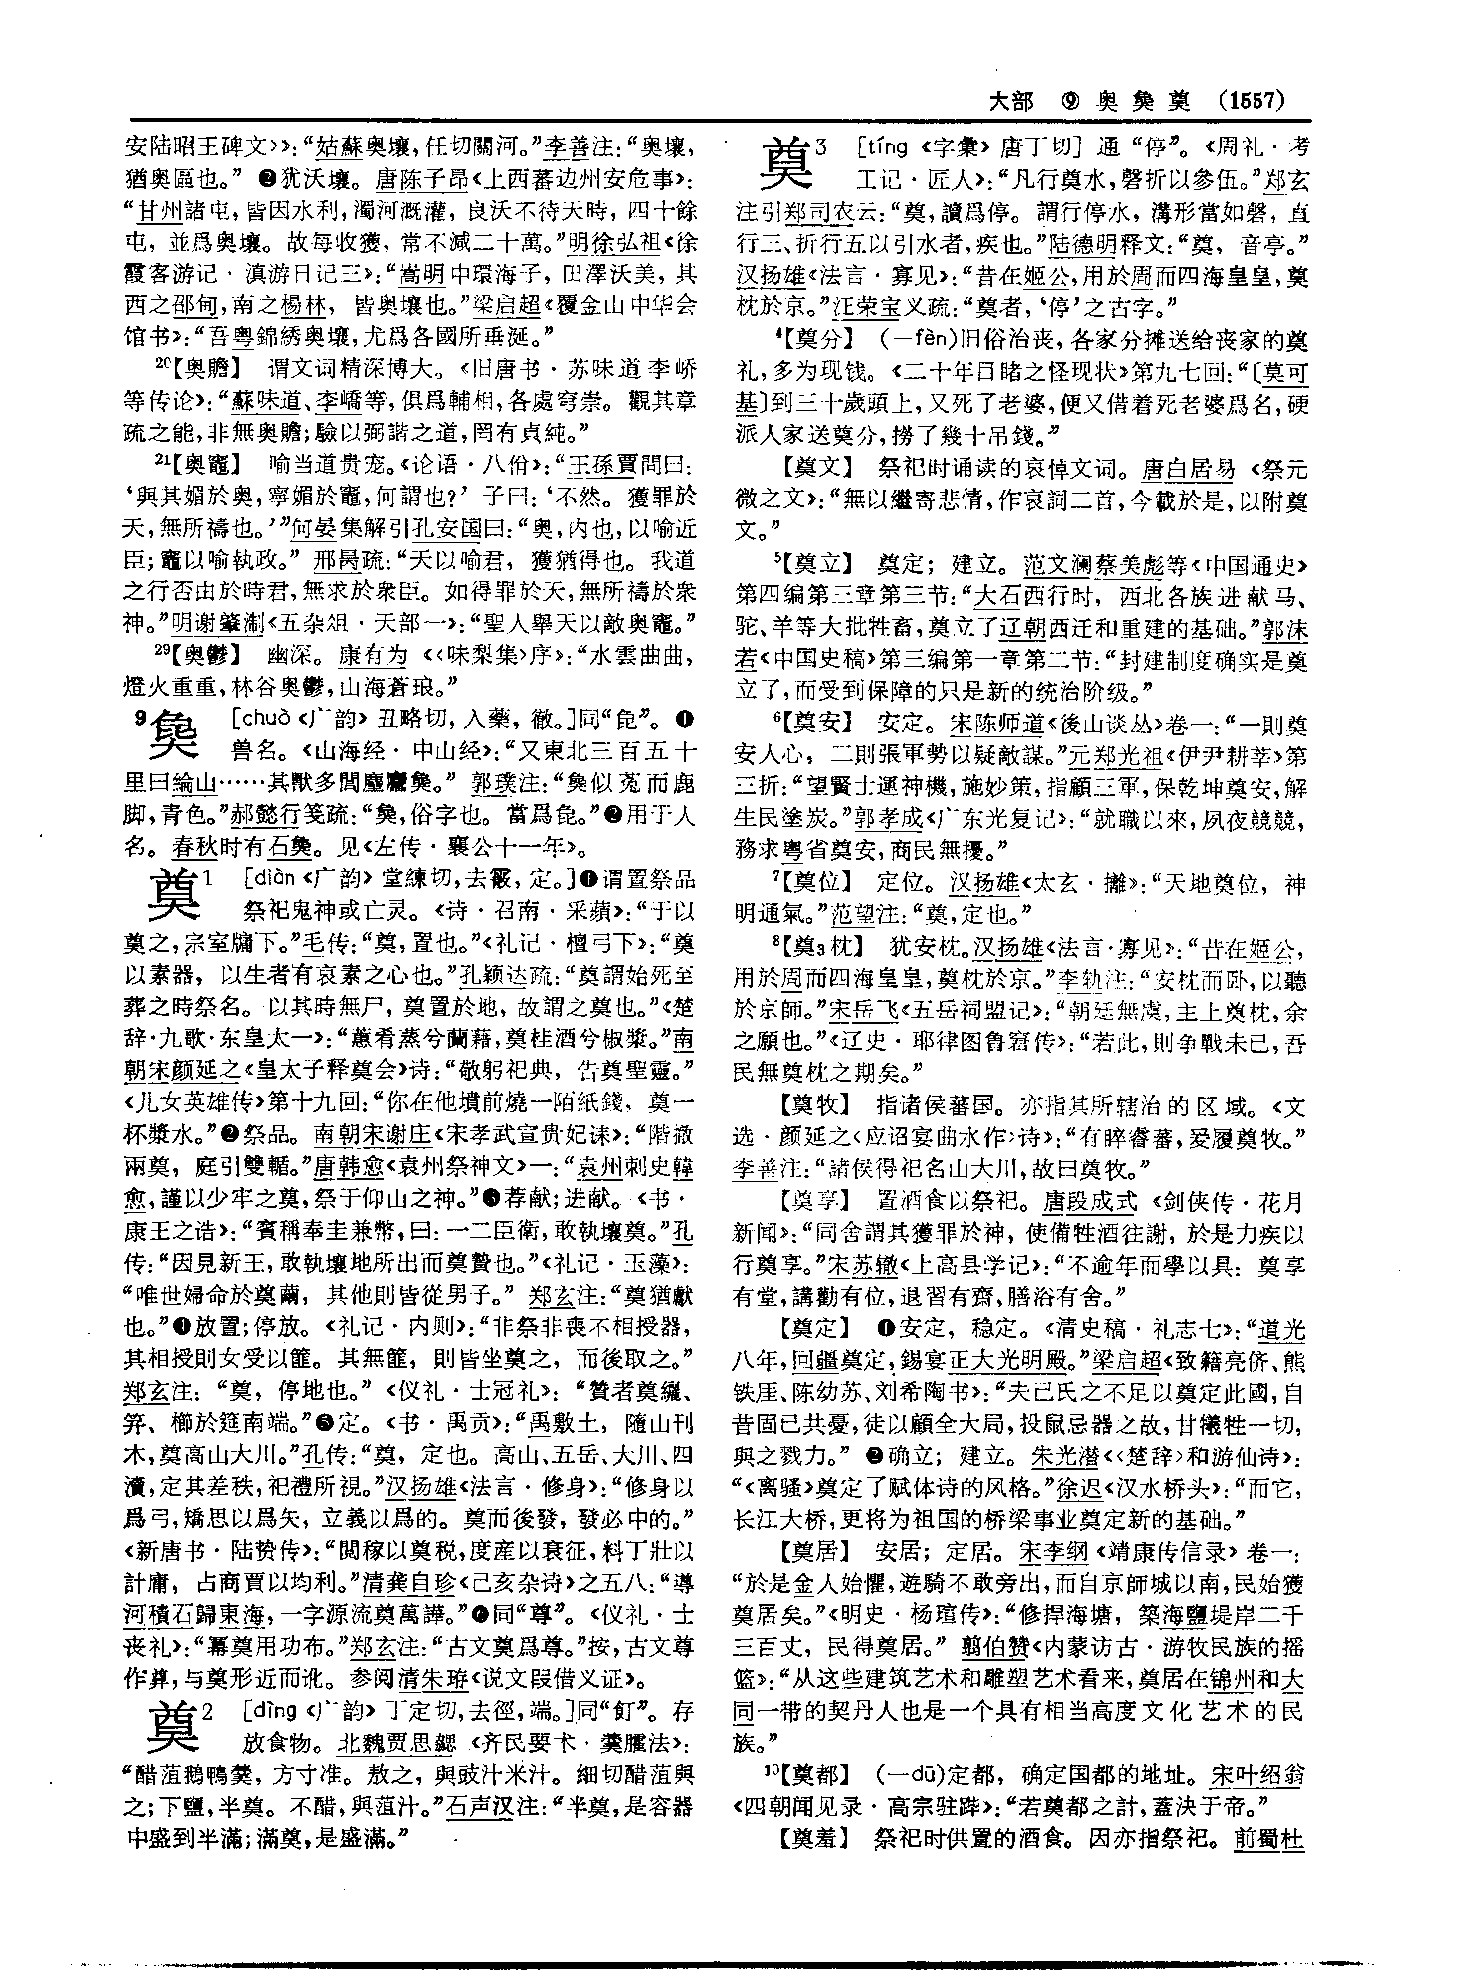 大部 ⑨ 奥 㚟 奠 (1557)
安陆昭王碑文〉》：“姑蘇奥壤，任切關河。”李善注：“奥壤，
猶奥區也。” ❷犹沃壤。唐陈子昂《上西蕃边州安危事》：
“甘州諸屯，皆因水利，濁河溉灌，良沃不待天時，四十餘
屯，並爲奥壤。故每收穫，常不減二十萬。”明徐弘祖《徐
霞客游记·滇游日记三》：“嵩明中環海子，田澤沃美，其
西之邵甸，南之楊林，皆奥壤也。”梁启超《覆金山中华会
馆书》：“吾粤錦綉奥壤，尤爲各國所垂涎。”
20【奥贍】 谓文词精深博大。《旧唐书·苏味道李峤
等传论》：“蘇味道、李嶠等，俱爲輔相，各處穹崇。觀其章
疏之能，非無奥贍；驗以弼諧之道，罔有貞純。”
21【奥竈】 喻当道贵宠。《论语·八佾》：“王孫賈問曰：
‘與其媚於奥，寧媚於竈，何謂也？’子曰：‘不然。獲罪於
天，無所禱也。’”何晏集解引孔安国曰：“奥，内也，以喻近
臣；竈以喻執政。”邢昺疏：“天以喻君，獲猶得也。我道
之行否由於時君，無求於衆臣。如得罪於天，無所禱於衆
神。”明谢肇淛《五杂俎·天部一》：“聖人舉天以敵奥竈。”
29【奥鬱】 幽深。康有为《〈味梨集〉序》：“水雲曲曲，
燈火重重，林谷奥鬱，山海蒼琅。”
9㚟 [chuò《广韵》丑略切，入藥，徹。]同“㲋”。❶
兽名。《山海经·中山经》：“又東北三百五十
里曰綸山……其獸多閭麈麢㚟。”郭璞注：“㚟似菟而鹿
脚，青色。”郝懿行笺疏：“㚟，俗字也。當爲㲋。”❷用于人
名。春秋时有石㚟。见《左传·襄公十一年》。
奠1 [diàn《广韵》堂練切，去霰，定。]❶谓置祭品
祭祀鬼神或亡灵。《诗·召南·采蘋》：“于以
奠之，宗室牖下。”毛传：“奠，置也。”《礼记·檀弓下》：“奠
以素器，以生者有哀素之心也。”孔颖达疏：“奠謂始死至
葬之時祭名。以其時無尸，奠置於地，故謂之奠也。”《楚
辞·九歌·东皇太一》：“蕙肴蒸兮蘭藉，奠桂酒兮椒漿。”南
朝宋颜延之《皇太子释奠会》诗：“敬躬祀典，告奠聖靈。”
《儿女英雄传》第十九回：“你在他墳前燒一陌紙錢，奠一
杯漿水。”❷祭品。南朝宋谢庄《宋孝武宣贵妃诔》：“階撤
兩奠，庭引雙輴。”唐韩愈《袁州祭神文》一：“袁州刺史韓
愈，謹以少牢之奠，祭于仰山之神。”❸荐献；进献。《书·
康王之诰》：“賓稱奉圭兼幣，曰：一二臣衛，敢執壤奠。”孔
传：“因見新王，敢執壤地所出而奠贄也。”《礼记·玉藻》：
“唯世婦命於奠繭，其他則皆從男子。”郑玄注：“奠猶獻
也。”❹放置；停放。《礼记·内则》：“非祭非喪不相授器，
其相授則女受以篚。其無篚，則皆坐奠之，而後取之。”
郑玄注：“奠，停地也。”《仪礼·士冠礼》：“贊者奠纚、
笄、櫛於筵南端。”❺定。《书·禹贡》：“禹敷土，隨山刊
木，奠高山大川。”孔传：“奠，定也。高山、五岳、大川、四
瀆，定其差秩，祀禮所視。”汉扬雄《法言·修身》：“修身以
爲弓，矯思以爲矢，立義以爲的。奠而後發，發必中的。”
《新唐书·陆贽传》：“閲稼以奠税，度産以衰征，料丁壯以
計庸，占商賈以均利。”清龚自珍《己亥杂诗》之五八：“導
河積石歸東海，一字源流奠萬譁。”❻同“尊”。《仪礼·士
丧礼》：“冪奠用功布。”郑玄注：“古文奠爲尊。”按，古文尊
作䔿，与奠形近而讹。参阅清朱珔《说文叚借义证》。
奠2 [dìng《广韵》丁定切，去徑，端。]同“飣”。存
放食物。北魏贾思勰《齐民要术·羹臛法》：
“醋菹鹅鴨羹，方寸准。熬之，與豉汁米汁。細切醋菹與
之；下鹽，半奠。不醋，與菹汁。”石声汉注：“半奠，是容器
中盛到半滿；滿奠，是盛滿。”
奠3 [tíng《字彙》唐丁切] 通“停”。《周礼·考
工记·匠人》：“凡行奠水，磬折以參伍。”郑玄
注引郑司农云：“奠，讀爲停。謂行停水，溝形當如磬，直
行三、折行五以引水者，疾也。”陆德明释文：“奠，音亭。”
汉扬雄《法言·寡见》：“昔在姬公，用於周而四海皇皇，奠
枕於京。”汪荣宝义疏：“奠者，‘停’之古字。”
4【奠分】 (—fèn)旧俗治丧，各家分摊送给丧家的奠
礼，多为现钱。《二十年目睹之怪现状》第九七回：“〔莫可
基〕到三十歲頭上，又死了老婆，便又借着死老婆爲名，硬
派人家送奠分，撈了幾十吊錢。”
【奠文】 祭祀时诵读的哀悼文词。唐白居易《祭元
微之文》：“無以繼寄悲情，作哀詞二首，今載於是，以附奠
文。”
5【奠立】 奠定；建立。范文澜蔡美彪等《中国通史》
第四编第三章第三节：“大石西行时，西北各族进献马、
驼、羊等大批牲畜，奠立了辽朝西迁和重建的基础。”郭沫
若《中国史稿》第三编第一章第二节：“封建制度确实是奠
立了，而受到保障的只是新的统治阶级。”
6【奠安】 安定。宋陈师道《後山谈丛》卷一：“一則奠
安人心，二則張軍勢以疑敵謀。”元郑光祖《伊尹耕莘》第
三折：“望賢士運神機，施妙策，指顧三軍，保乾坤奠安，解
生民塗炭。”郭孝成《广东光复记》：“就職以來，夙夜兢兢，
務求粤省奠安，商民無擾。”
7【奠位】 定位。汉扬雄《太玄·攡》：“天地奠位，神
明通氣。”范望注：“奠，定也。”
8【奠3枕】 犹安枕。汉扬雄《法言·寡见》：“昔在姬公，
用於周而四海皇皇，奠枕於京。”李轨注：“安枕而卧，以聽
於京師。”宋岳飞《五岳祠盟记》：“朝廷無虞，主上奠枕，余
之願也。”《辽史·耶律图鲁窘传》：“若此，則争戰未已，吾
民無奠枕之期矣。”
【奠牧】 指诸侯蕃国。亦指其所辖治的区域。《文
选·颜延之〈应诏宴曲水作〉诗》：“有睟睿蕃，爰履奠牧。”
李善注：“諸侯得祀名山大川，故曰奠牧。”
【奠享】 置酒食以祭祀。唐段成式《剑侠传·花月
新闻》：“同舍謂其獲罪於神，使備牲酒往謝，於是力疾以
行奠享。”宋苏辙《上高县学记》：“不逾年而學以具：奠享
有堂，講勸有位，退習有齋，膳浴有舍。”
【奠定】 ❶安定，稳定。《清史稿·礼志七》：“道光
八年，回疆奠定，錫宴正大光明殿。”梁启超《致籍亮侪、熊
铁厓、陈幼苏、刘希陶书》：“夫已氏之不足以奠定此國，自
昔固已共憂，徒以顧全大局，投鼠忌器之故，甘犧牲一切，
與之戮力。” ❷确立；建立。朱光潜《〈楚辞〉和游仙诗》：
“《离骚》奠定了赋体诗的风格。”徐迟《汉水桥头》：“而它，
长江大桥，更将为祖国的桥梁事业奠定新的基础。”
【奠居】 安居；定居。宋李纲《靖康传信录》卷一：
“於是金人始懼，遊騎不敢旁出，而自京師城以南，民始獲
奠居矣。”《明史·杨瑄传》：“修捍海塘，築海鹽堤岸二千
三百丈，民得奠居。”翦伯赞《内蒙访古·游牧民族的摇
篮》：“从这些建筑艺术和雕塑艺术看来，奠居在锦州和大
同一带的契丹人也是一个具有相当高度文化艺术的民
族。”
10【奠都】 (—dū)定都，确定国都的地址。宋叶绍翁
《四朝闻见录·高宗驻跸》：“若奠都之計，蓋決于帝。”
【奠羞】 祭祀时供置的酒食。因亦指祭祀。前蜀杜